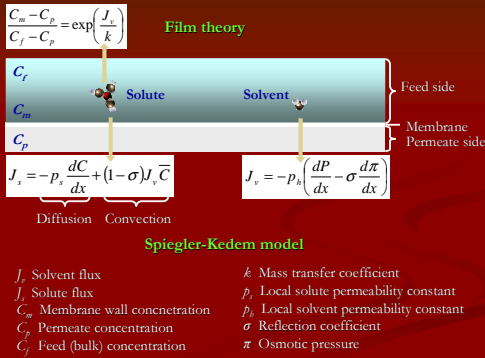 (C_m − C_p)/(C_f − C_p) = exp(J_v/k)
Film theory
C_f
Solute
Solvent
Feed side
C_m
Membrane
C_p
Permeate side
J_s = −p_s dC/dx + (1−σ)J_v C̅
J_v = −p_h(dP/dx − σ dπ/dx)
Diffusion Convection
Spiegler-Kedem model
J_v Solvent flux
J_s Solute flux
C_m Membrane wall concnetration
C_p Permeate concentration
C_f Feed (bulk) concentration
k Mass transfer coefficient
p_s Local solute permeability constant
p_h Local solvent permeability constant
σ Reflection coefficient
π Osmotic pressure